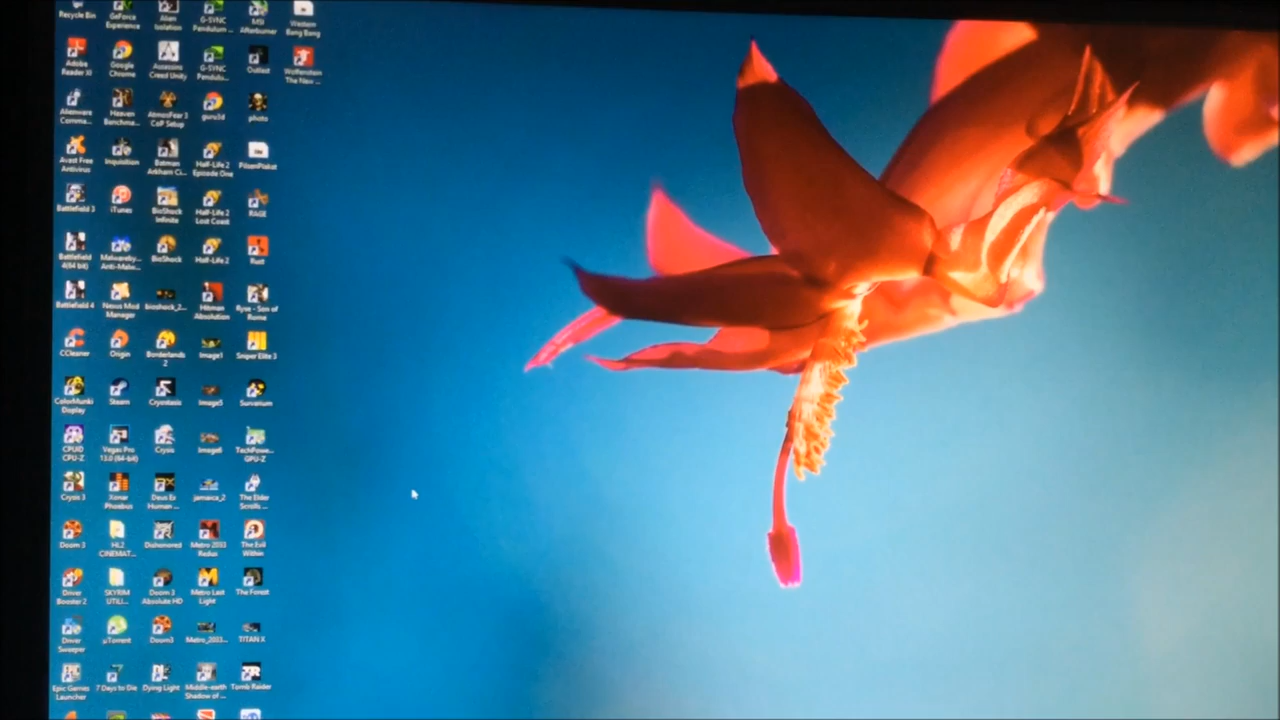 Recycle Bin
GeForce
Experience
Alien
Isolation
G-SYNC
Pendulum ...
MSI
Afterburner
Western
Bang Bang
Adobe
Reader XI
Google
Chrome
Assassins
Creed Unity
G-SYNC
Pendulu...
Outlast
Wolfenstein
The New ...
Alienware
Comma...
Heaven
Benchma...
AtmosFear 3
CoP Setup
guru3d
photo
Avast Free
Antivirus
Inquisition
Batman
Arkham Ci...
Half-Life 2
Episode One
PilsenPlakat
Battlefield 3
iTunes
BioShock
Infinite
Half-Life 2
Lost Coast
RAGE
Battlefield
4(64 bit)
Malwareby...
Anti-Malw...
BioShock
Half-Life 2
Rust
Battlefield 4
Nexus Mod
Manager
bioshock_2...
Hitman
Absolution
Ryse - Son of
Rome
CCleaner
Origin
Borderlands
2
Image1
Sniper Elite 3
ColorMunki
Display
Steam
Cryostasis
Image5
Survarium
CPUID
CPU-Z
Vegas Pro
13.0 (64-bit)
Crysis
Image6
TechPowe...
GPU-Z
Crysis 3
Xonar
Phoebus
Deus Ex
Human ...
jamaica_2
The Elder
Scrolls ...
Doom 3
HL2
CINEMAT...
Dishonored
Metro 2033
Redux
The Evil
Within
Driver
Booster 2
SKYRIM
UTILI...
Doom 3
Absolute HD
Metro Last
Light
The Forest
Driver
Sweeper
µTorrent
Doom3
Metro_2033...
TITAN X
EPIC
Epic Games
Launcher
7 Days to Die
Dying Light
Middle-earth
Shadow of ...
Tomb Raider